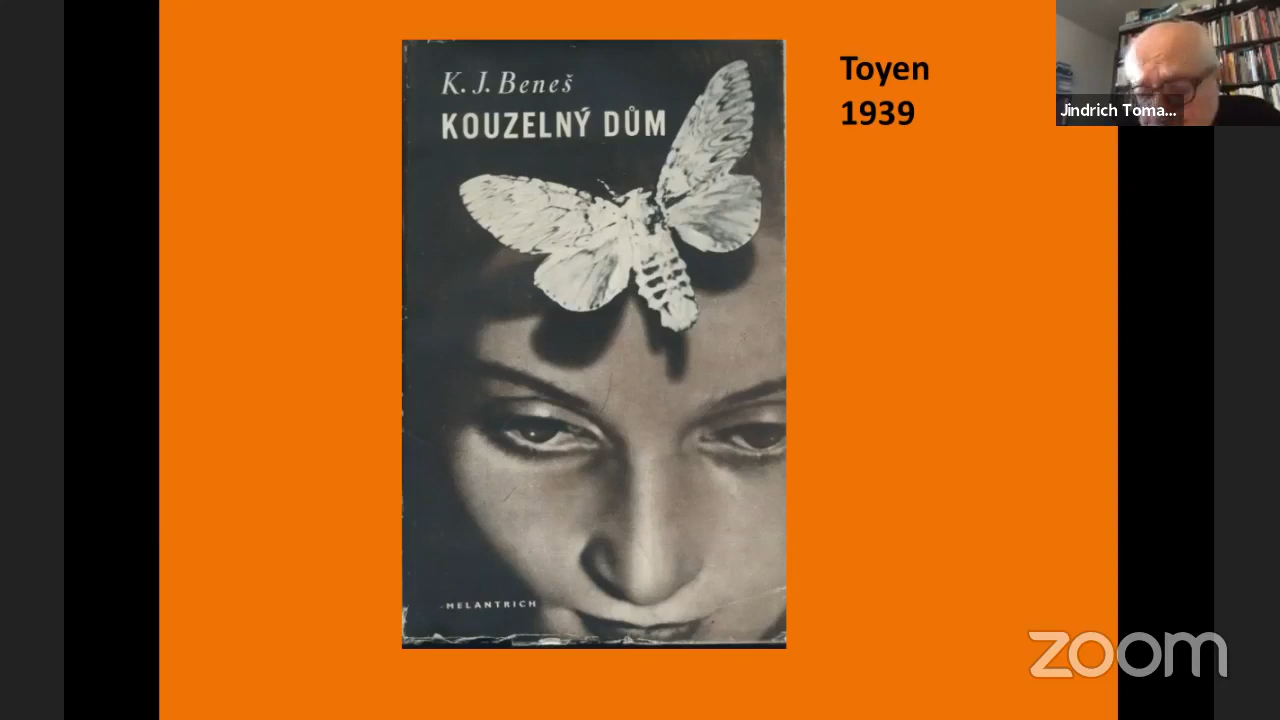 K. J. Beneš
KOUZELNÝ DŮM
MELANTRICH
Toyen
1939
Jindrich Toma...
zoom